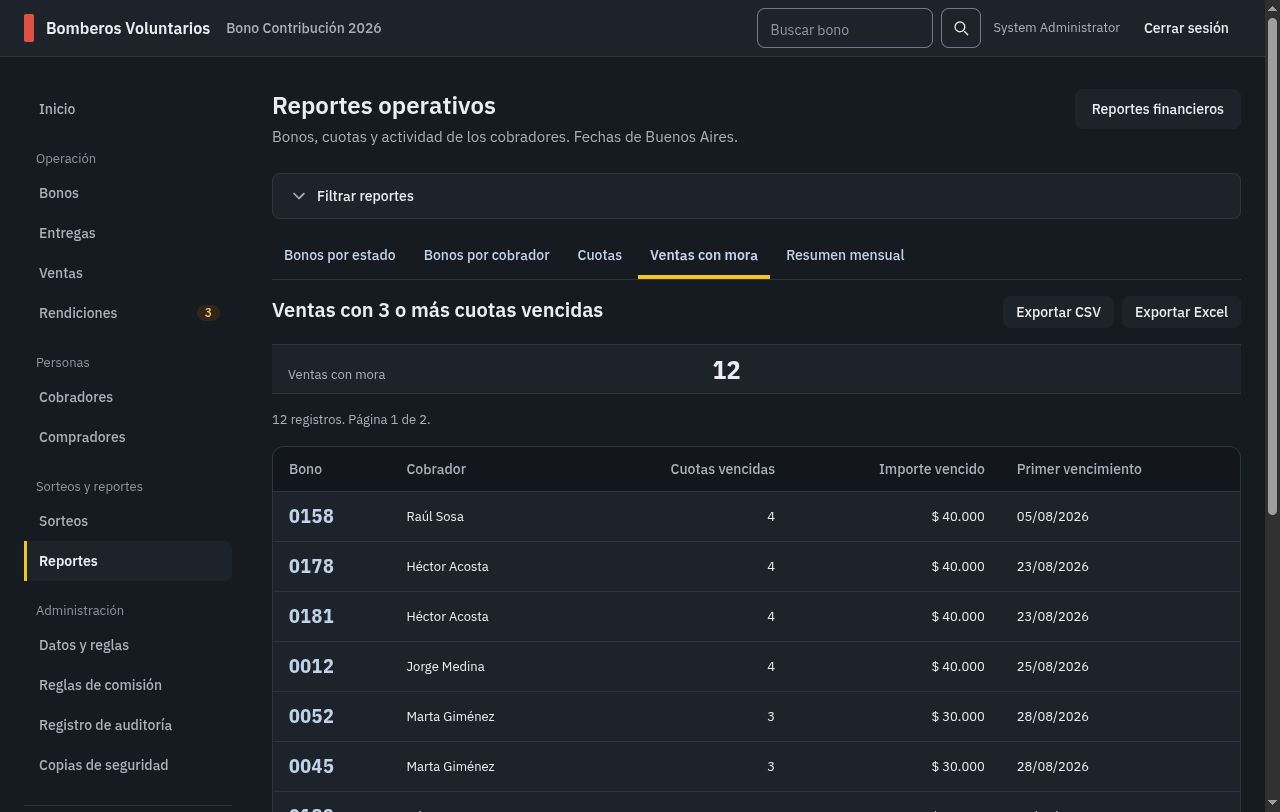 Bomberos Voluntarios Bono Contribución 2026 Buscar bono System Administrator Cerrar sesión
Inicio
Operación
Bonos
Entregas
Ventas
Rendiciones 3
Personas
Cobradores
Compradores
Sorteos y reportes
Sorteos
Reportes
Administración
Datos y reglas
Reglas de comisión
Registro de auditoría
Copias de seguridad
Reportes operativos Reportes financieros
Bonos, cuotas y actividad de los cobradores. Fechas de Buenos Aires.
Filtrar reportes
Bonos por estado Bonos por cobrador Cuotas Ventas con mora Resumen mensual
Ventas con 3 o más cuotas vencidas Exportar CSV Exportar Excel
Ventas con mora 12
12 registros. Página 1 de 2.
Bono Cobrador Cuotas vencidas Importe vencido Primer vencimiento
0158 Raúl Sosa 4 $ 40.000 05/08/2026
0178 Héctor Acosta 4 $ 40.000 23/08/2026
0181 Héctor Acosta 4 $ 40.000 23/08/2026
0012 Jorge Medina 4 $ 40.000 25/08/2026
0052 Marta Giménez 3 $ 30.000 28/08/2026
0045 Marta Giménez 3 $ 30.000 28/08/2026